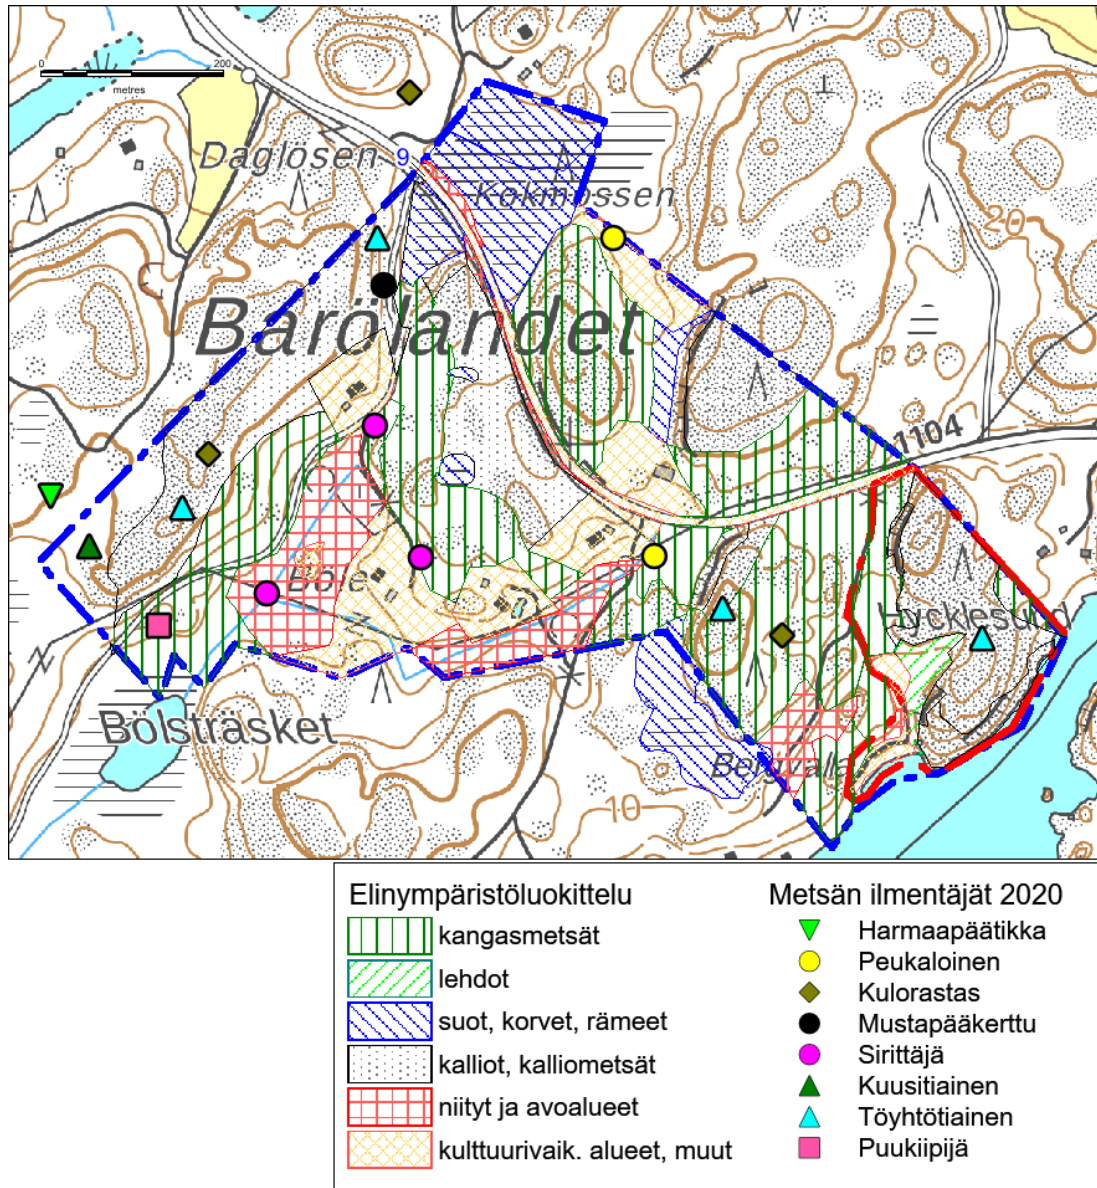 0 200
metres
Daglösen
9
Kokmossen
20
Barölandet
1104
Böle
Lycklesund
Bölsträsket
10
Elinympäristöluokittelu
kangasmetsät
lehdot
suot, korvet, rämeet
kalliot, kalliometsät
niityt ja avoalueet
kulttuurivaik. alueet, muut
Metsän ilmentäjät 2020
Harmaapäätikka
Peukaloinen
Kulorastas
Mustapääkerttu
Sirittäjä
Kuusitiainen
Töyhtötiainen
Puukiipijä